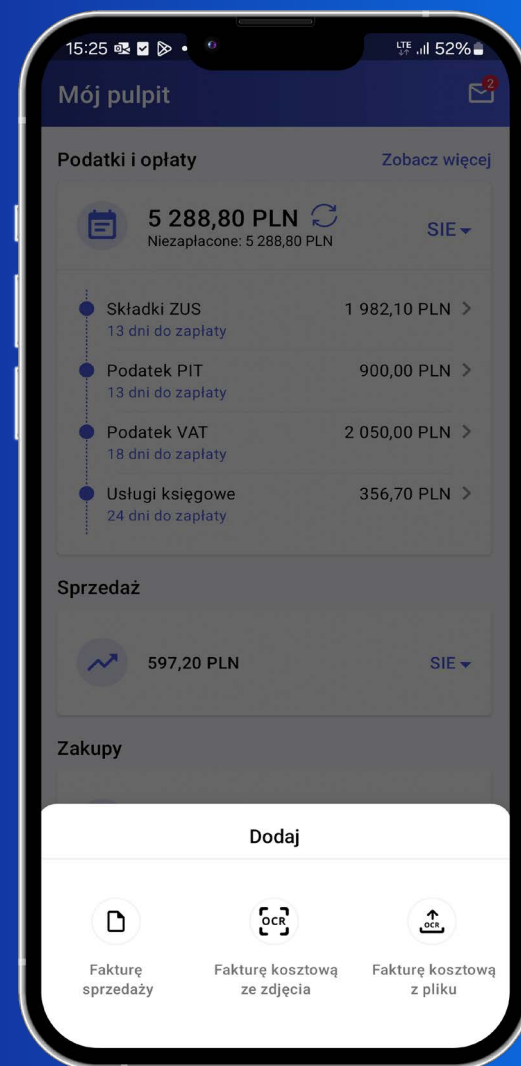 15:25
LTE
52%
Mój pulpit
2
Podatki i opłaty
Zobacz więcej
5 288,80 PLN
Niezapłacone: 5 288,80 PLN
SIE
Składki ZUS
1 982,10 PLN
13 dni do zapłaty
Podatek PIT
900,00 PLN
13 dni do zapłaty
Podatek VAT
2 050,00 PLN
18 dni do zapłaty
Usługi księgowe
356,70 PLN
24 dni do zapłaty
Sprzedaż
597,20 PLN
SIE
Zakupy
Dodaj
OCR
OCR
Fakturę
sprzedaży
Fakturę kosztową
ze zdjęcia
Fakturę kosztową
z pliku